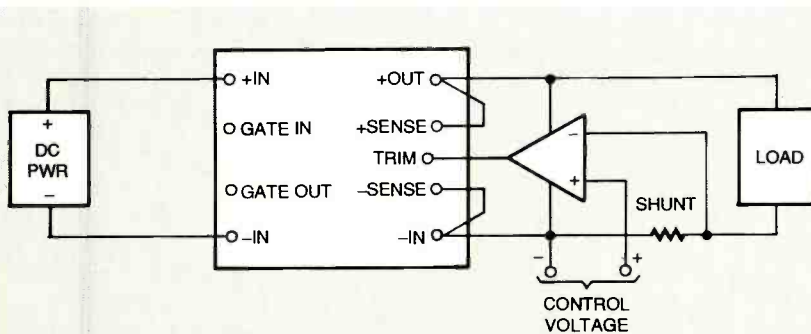 +IN
GATE IN
GATE OUT
-IN
+
DC
PWR
−
+OUT
+SENSE
TRIM
−SENSE
−IN
−
+
SHUNT
LOAD
− +
CONTROL
VOLTAGE